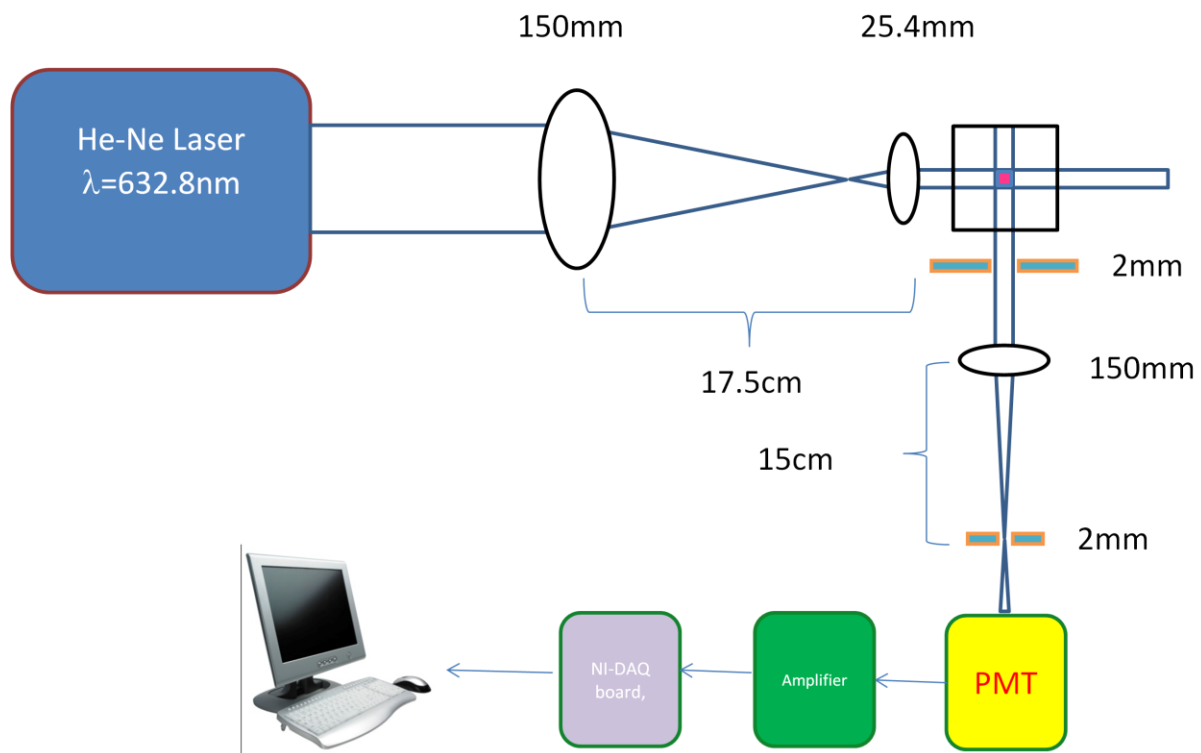 150mm
25.4mm
He-Ne Laser
λ=632.8nm
2mm
17.5cm
150mm
15cm
2mm
NI-DAQ
board,
Amplifier
PMT